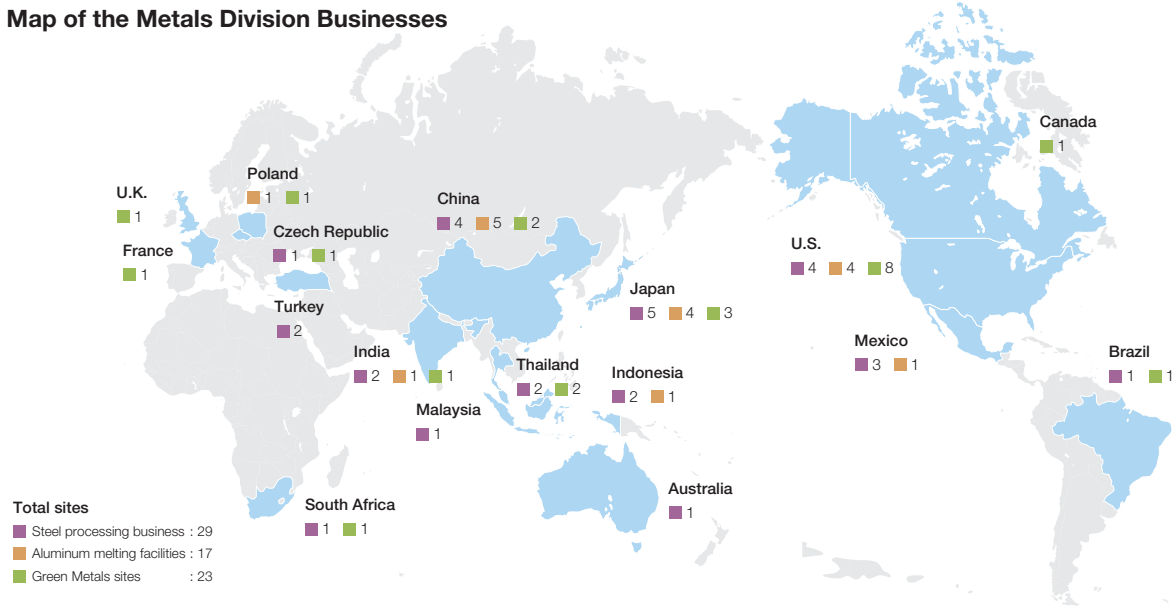 Map of the Metals Division Businesses
Canada
1
Poland
1 1
U.K.
1
China
4 5 2
Czech Republic
1 1
France
1
U.S.
4 4 8
Japan
5 4 3
Turkey
2
Mexico
3 1
India
2 1 1
Thailand
2 2
Indonesia
2 1
Brazil
1 1
Malaysia
1
Australia
1
South Africa
1 1
Total sites
Steel processing business : 29
Aluminum melting facilities : 17
Green Metals sites : 23